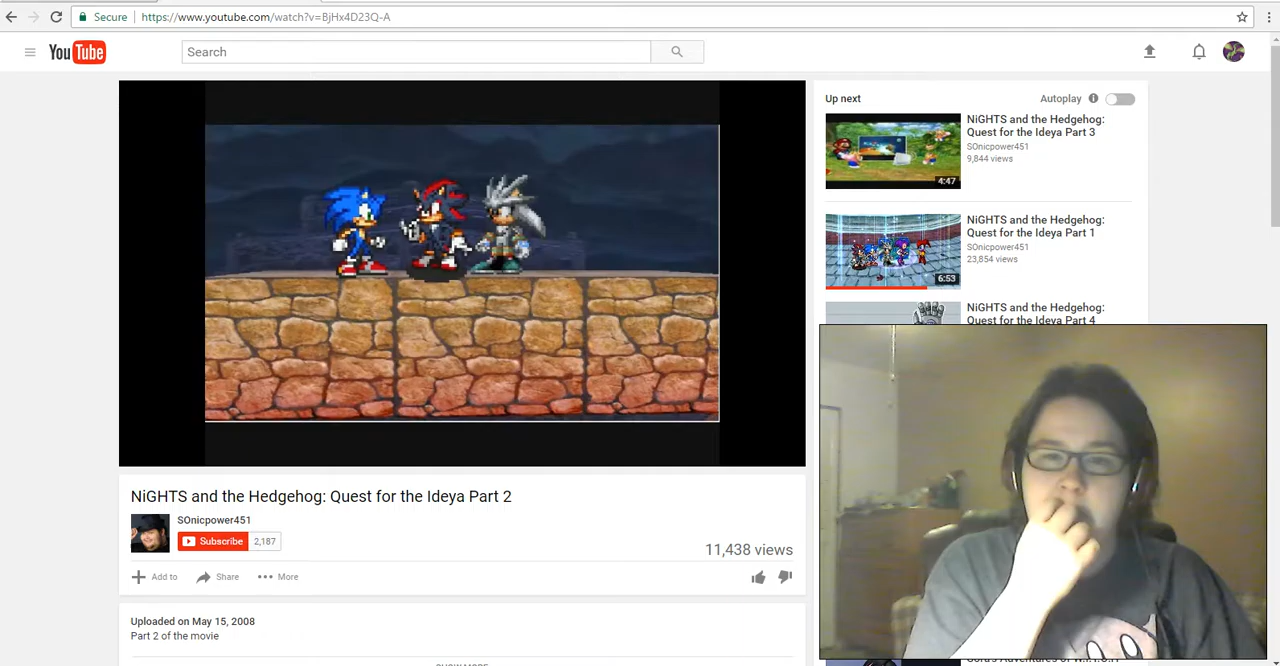 Secure
https://www.youtube.com/watch?v=BjHx4D23Q-A
YouTube
Search
Up next
Autoplay
NiGHTS and the Hedgehog:
Quest for the Ideya Part 3
SOnicpower451
9,844 views
4:47
NiGHTS and the Hedgehog:
Quest for the Ideya Part 1
SOnicpower451
23,854 views
6:53
NiGHTS and the Hedgehog:
Quest for the Ideya Part 4
NiGHTS and the Hedgehog: Quest for the Ideya Part 2
SOnicpower451
Subscribe
2,187
11,438 views
Add to
Share
More
Uploaded on May 15, 2008
Part 2 of the movie
SHOW MORE